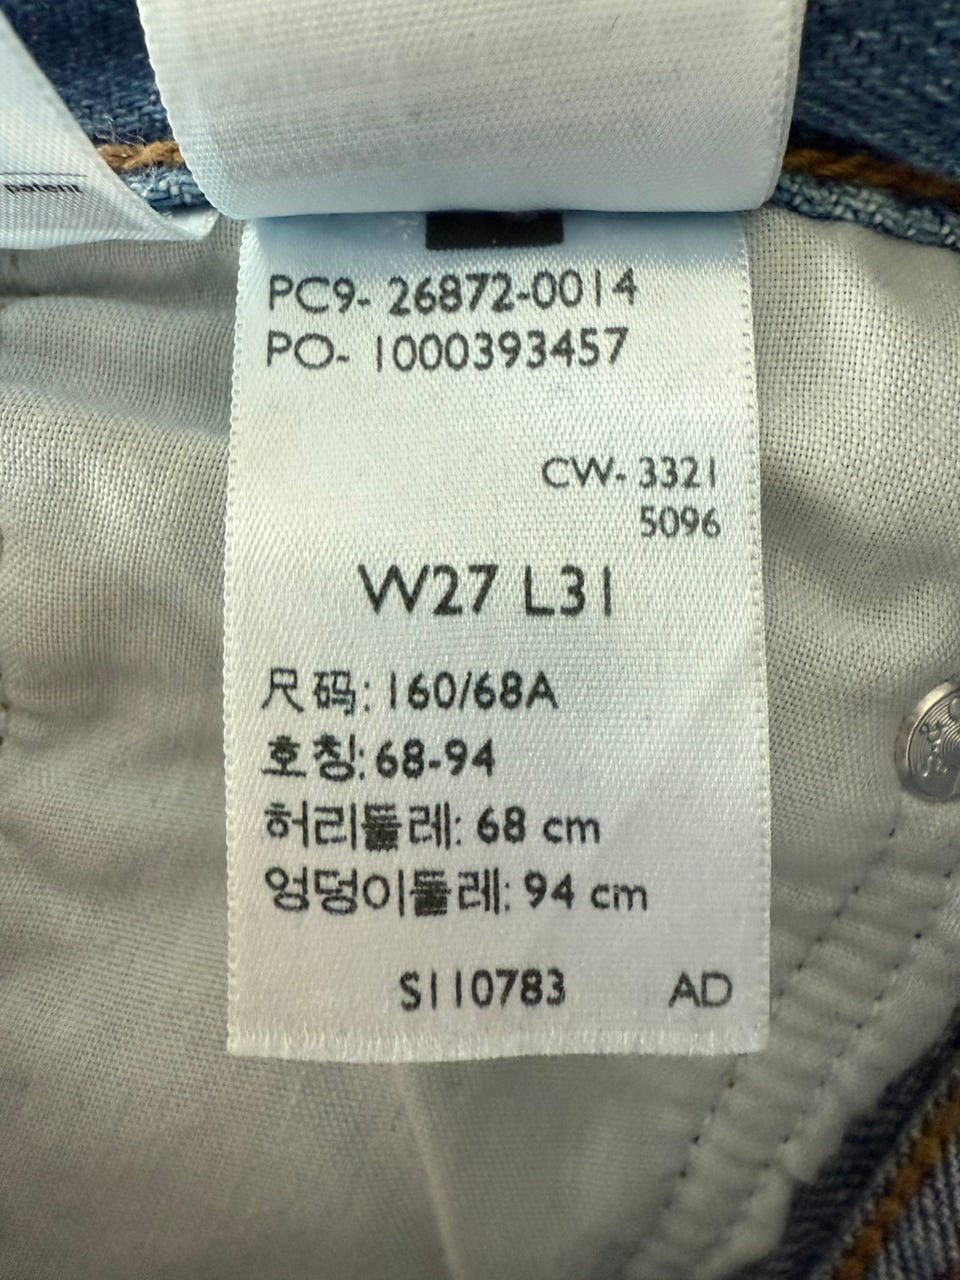 patent
PC9- 26872-0014
PO- 1000393457
CW- 3321
5096
W27 L31
尺码: 160/68A
호칭: 68-94
허리둘레: 68 cm
엉덩이둘레: 94 cm
S110783 AD